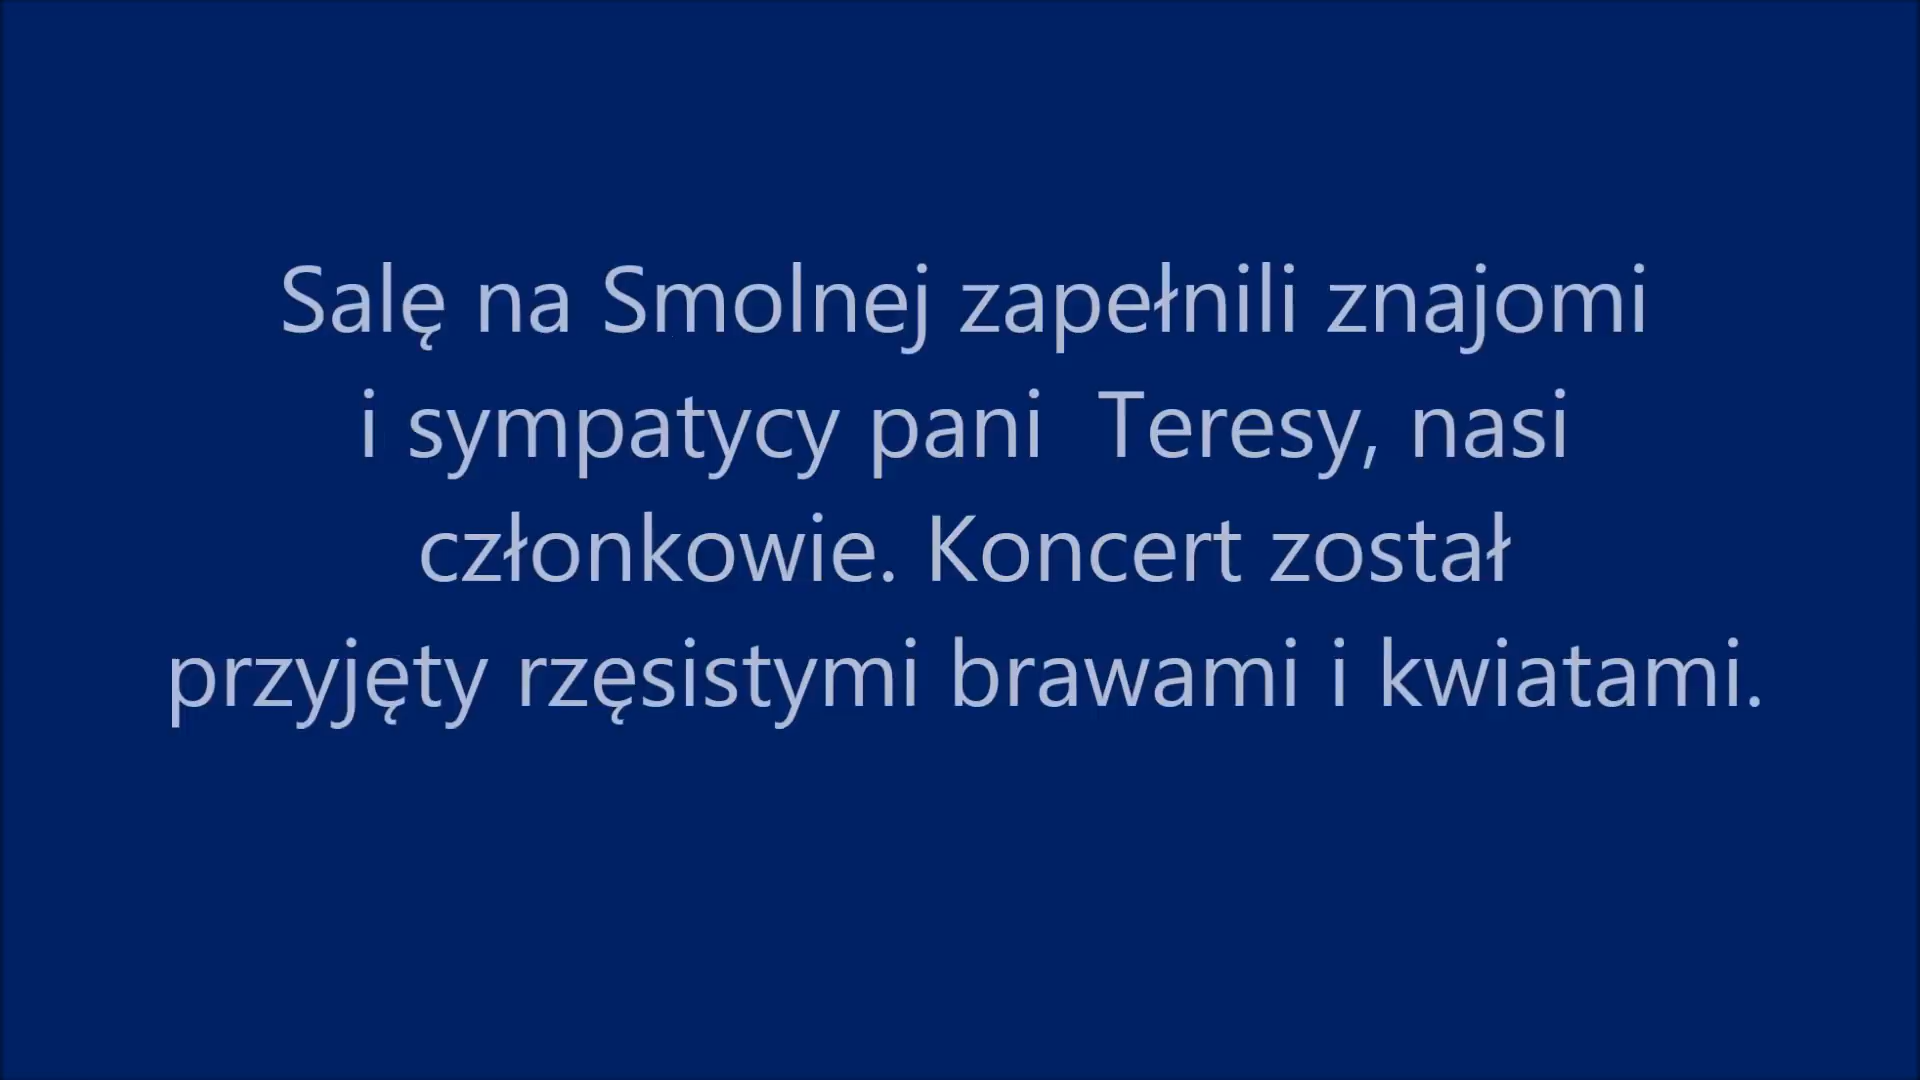 Salę na Smolnej zapełnili znajomi
i sympatycy pani  Teresy, nasi
członkowie. Koncert został
przyjęty rzęsistymi brawami i kwiatami.